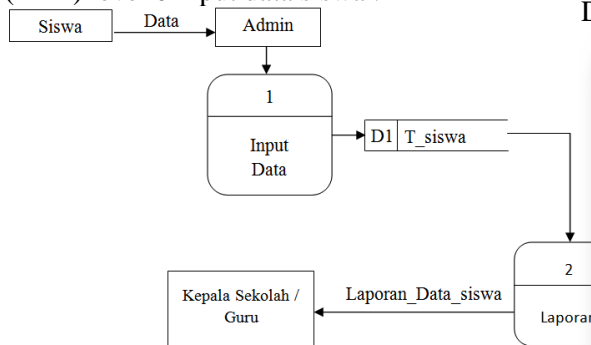 Siswa
Data
Admin
1
Input
Data
D1 T_siswa
2
Kepala Sekolah /
Guru
Laporan_Data_siswa